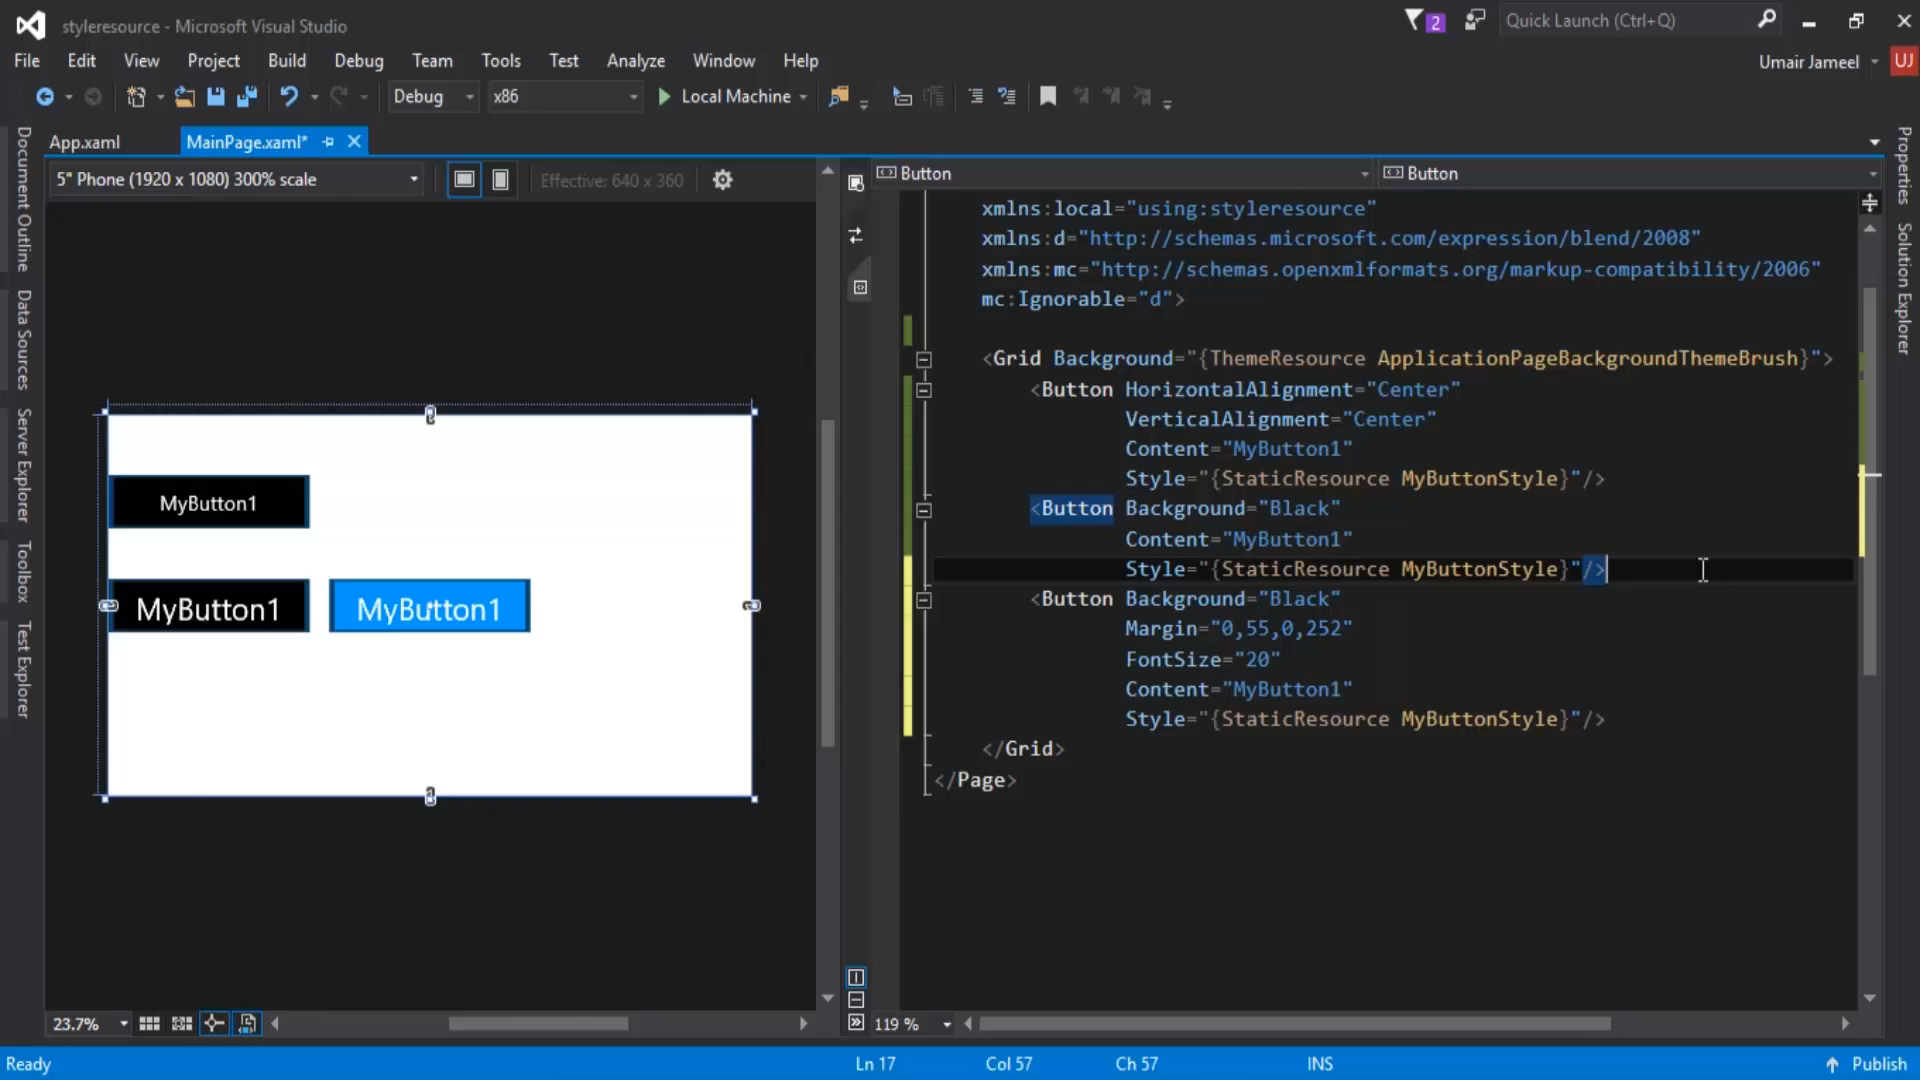 styleresource - Microsoft Visual Studio
2
Quick Launch (Ctrl+Q)
File Edit View Project Build Debug Team Tools Test Analyze Window Help
Umair Jameel
UJ
Debug
x86
Local Machine
App.xaml
MainPage.xaml*
5" Phone (1920 x 1080) 300% scale
Effective: 640 x 360
Button
Button
Document Outline
Data Sources
Server Explorer
Toolbox
Test Explorer
MyButton1
MyButton1
MyButton1
xmlns:local="using:styleresource"
xmlns:d="http://schemas.microsoft.com/expression/blend/2008"
xmlns:mc="http://schemas.openxmlformats.org/markup-compatibility/2006"
mc:Ignorable="d">
<Grid Background="{ThemeResource ApplicationPageBackgroundThemeBrush}">
<Button HorizontalAlignment="Center"
VerticalAlignment="Center"
Content="MyButton1"
Style="{StaticResource MyButtonStyle}"/>
<Button Background="Black"
Content="MyButton1"
Style="{StaticResource MyButtonStyle}"/>
<Button Background="Black"
Margin="0,55,0,252"
FontSize="20"
Content="MyButton1"
Style="{StaticResource MyButtonStyle}"/>
</Grid>
</Page>
Properties
Solution Explorer
23.7%
119 %
Ready
Ln 17
Col 57
Ch 57
INS
Publish